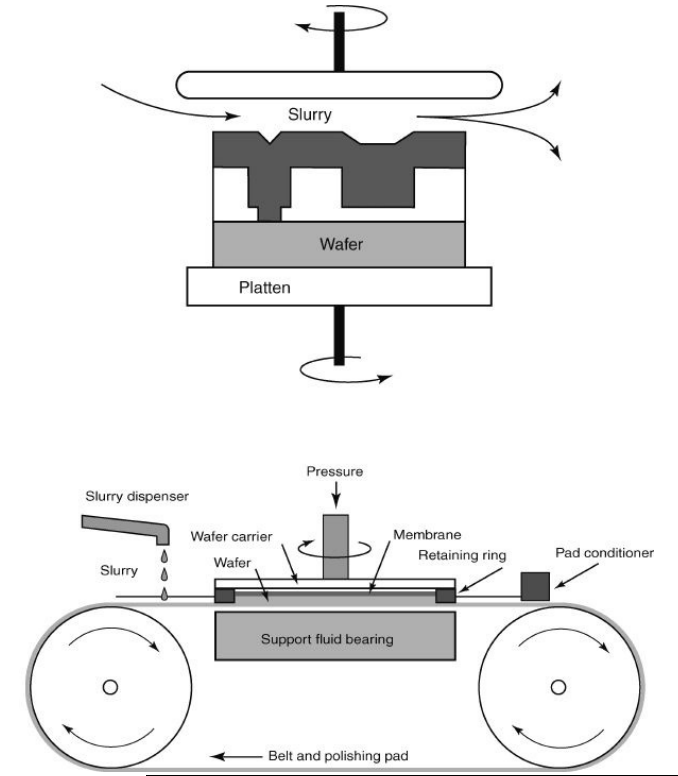 Slurry
Wafer
Platten
Pressure
Slurry dispenser
Wafer carrier
Membrane
Retaining ring
Pad conditioner
Slurry
Wafer
Support fluid bearing
Belt and polishing pad